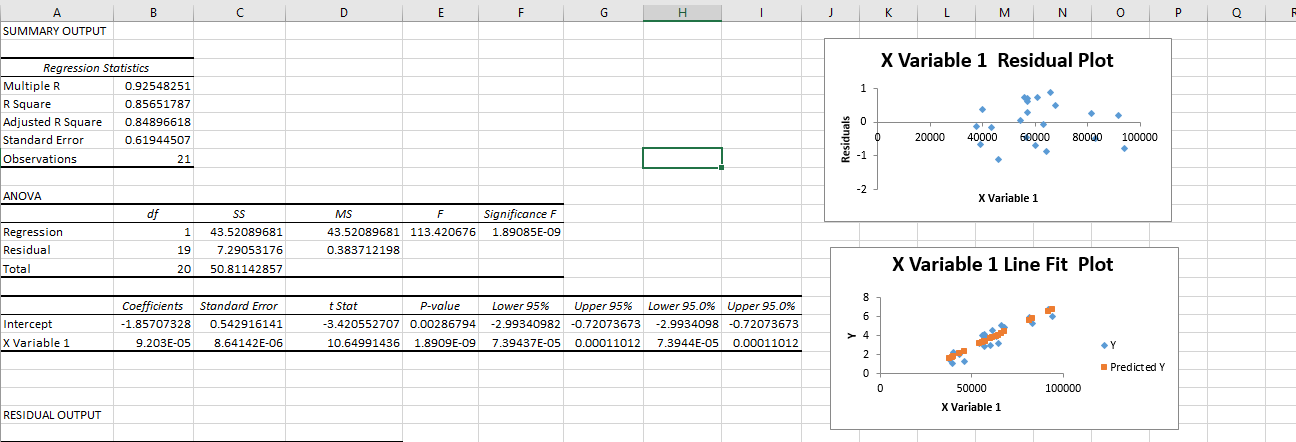 A B C D E F G H I J K L M N O P Q R
SUMMARY OUTPUT
Regression Statistics
Multiple R 0.92548251
R Square 0.85651787
Adjusted R Square 0.84896618
Standard Error 0.61944507
Observations 21
ANOVA
df SS MS F Significance F
Regression 1 43.52089681 43.52089681 113.420676 1.89085E-09
Residual 19 7.29053176 0.383712198
Total 20 50.81142857
Coefficients Standard Error t Stat P-value Lower 95% Upper 95% Lower 95.0% Upper 95.0%
Intercept -1.85707328 0.542916141 -3.420552707 0.00286794 -2.99340982 -0.72073673 -2.9934098 -0.72073673
X Variable 1 9.203E-05 8.64142E-06 10.64991436 1.8909E-09 7.39437E-05 0.00011012 7.3944E-05 0.00011012
RESIDUAL OUTPUT
X Variable 1 Residual Plot
Residuals
1
0
-1
-2
0 20000 40000 60000 80000 100000
X Variable 1
X Variable 1 Line Fit Plot
Y
8
6
4
2
0
0 50000 100000
X Variable 1
Y
Predicted Y